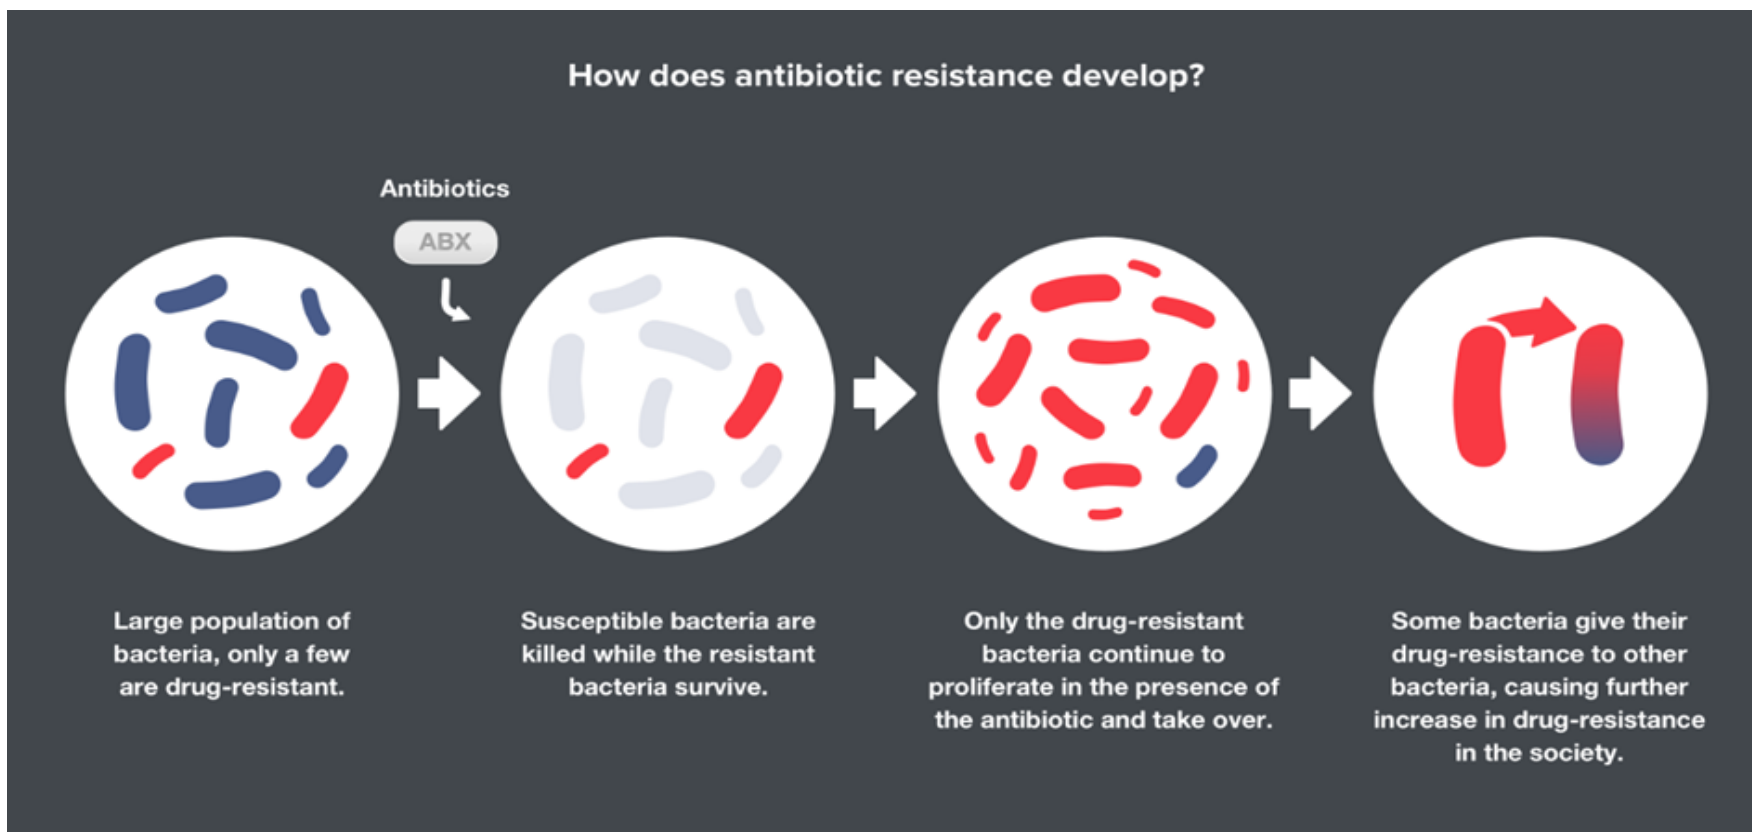 How does antibiotic resistance develop?
Antibiotics
ABX
Large population of
bacteria, only a few
are drug-resistant.
Susceptible bacteria are
killed while the resistant
bacteria survive.
Only the drug-resistant
bacteria continue to
proliferate in the presence of
the antibiotic and take over.
Some bacteria give their
drug-resistance to other
bacteria, causing further
increase in drug-resistance
in the society.